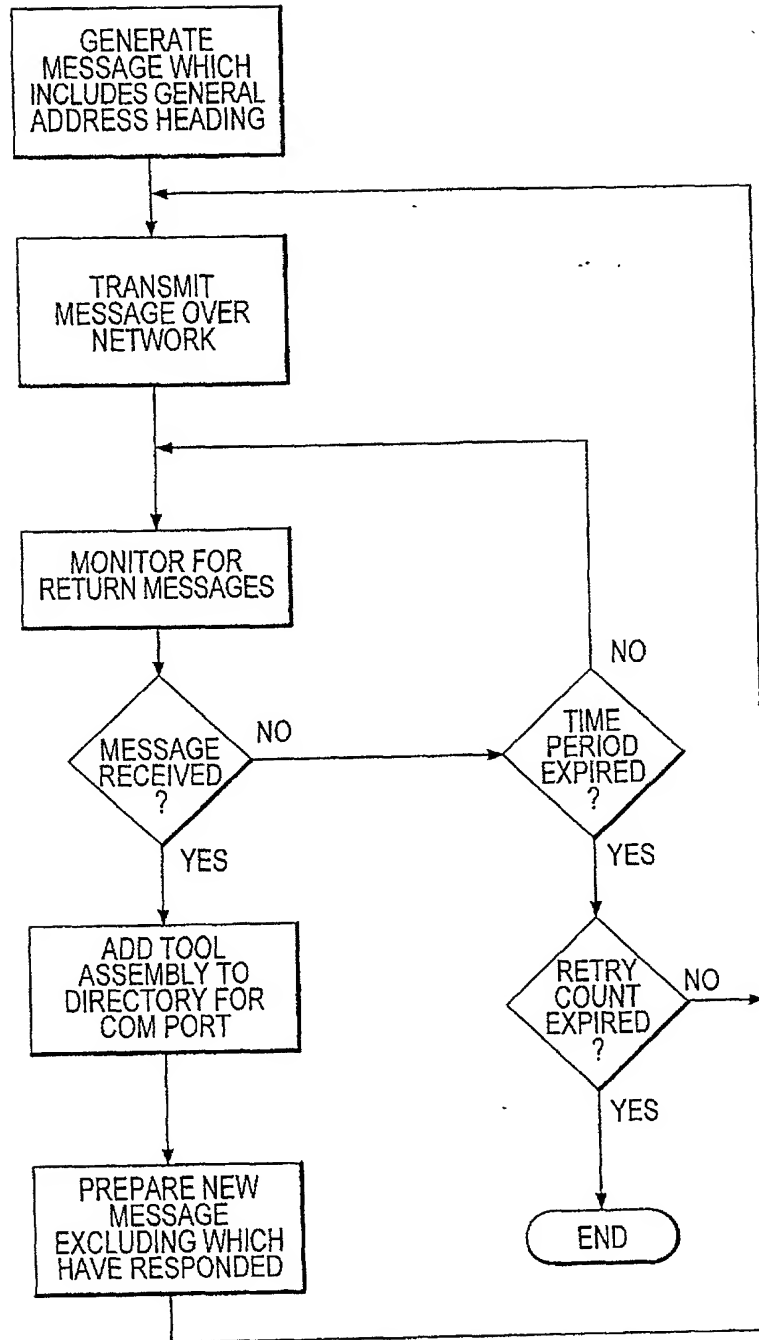 GENERATE
MESSAGE WHICH
INCLUDES GENERAL
ADDRESS HEADING
TRANSMIT
MESSAGE OVER
NETWORK
MONITOR FOR
RETURN MESSAGES
MESSAGE
RECEIVED
?
NO
YES
TIME
PERIOD
EXPIRED
?
NO
YES
ADD TOOL
ASSEMBLY TO
DIRECTORY FOR
COM PORT
RETRY
COUNT
EXPIRED
?
NO
YES
PREPARE NEW
MESSAGE
EXCLUDING WHICH
HAVE RESPONDED
END